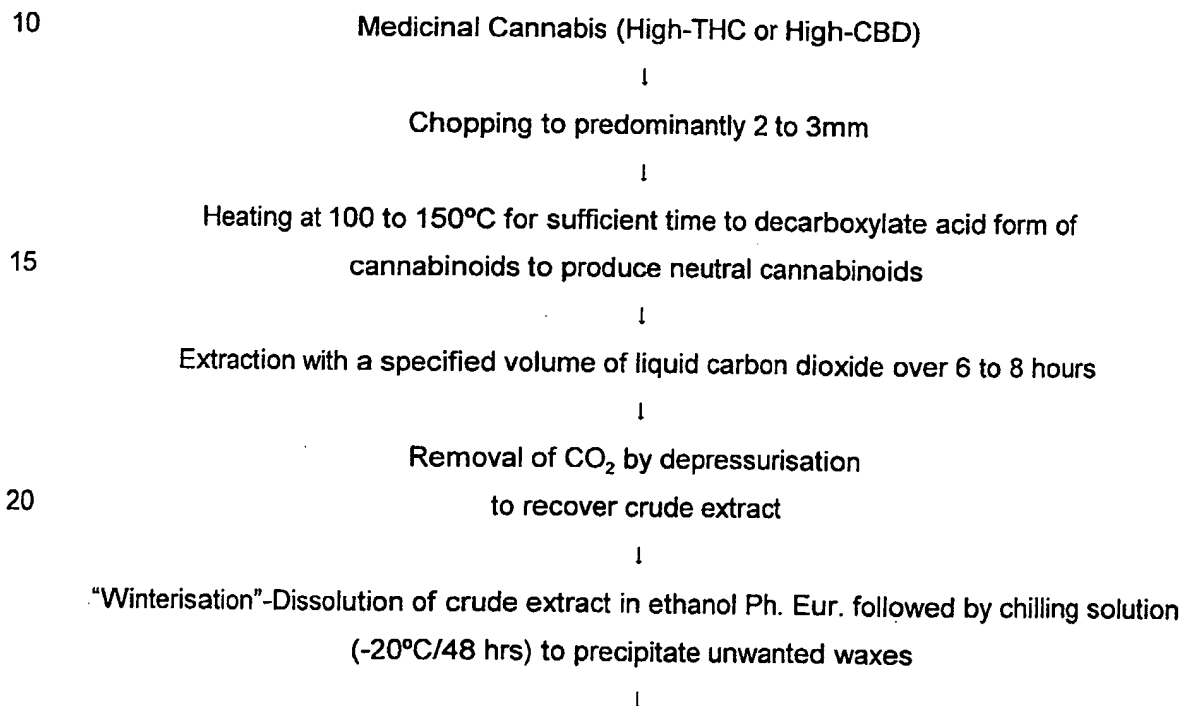 10 Medicinal Cannabis (High-THC or High-CBD)
↓
Chopping to predominantly 2 to 3mm
↓
Heating at 100 to 150ºC for sufficient time to decarboxylate acid form of
15 cannabinoids to produce neutral cannabinoids
↓
Extraction with a specified volume of liquid carbon dioxide over 6 to 8 hours
↓
Removal of CO₂ by depressurisation
20 to recover crude extract
↓
"Winterisation"-Dissolution of crude extract in ethanol Ph. Eur. followed by chilling solution
(-20ºC/48 hrs) to precipitate unwanted waxes
↓